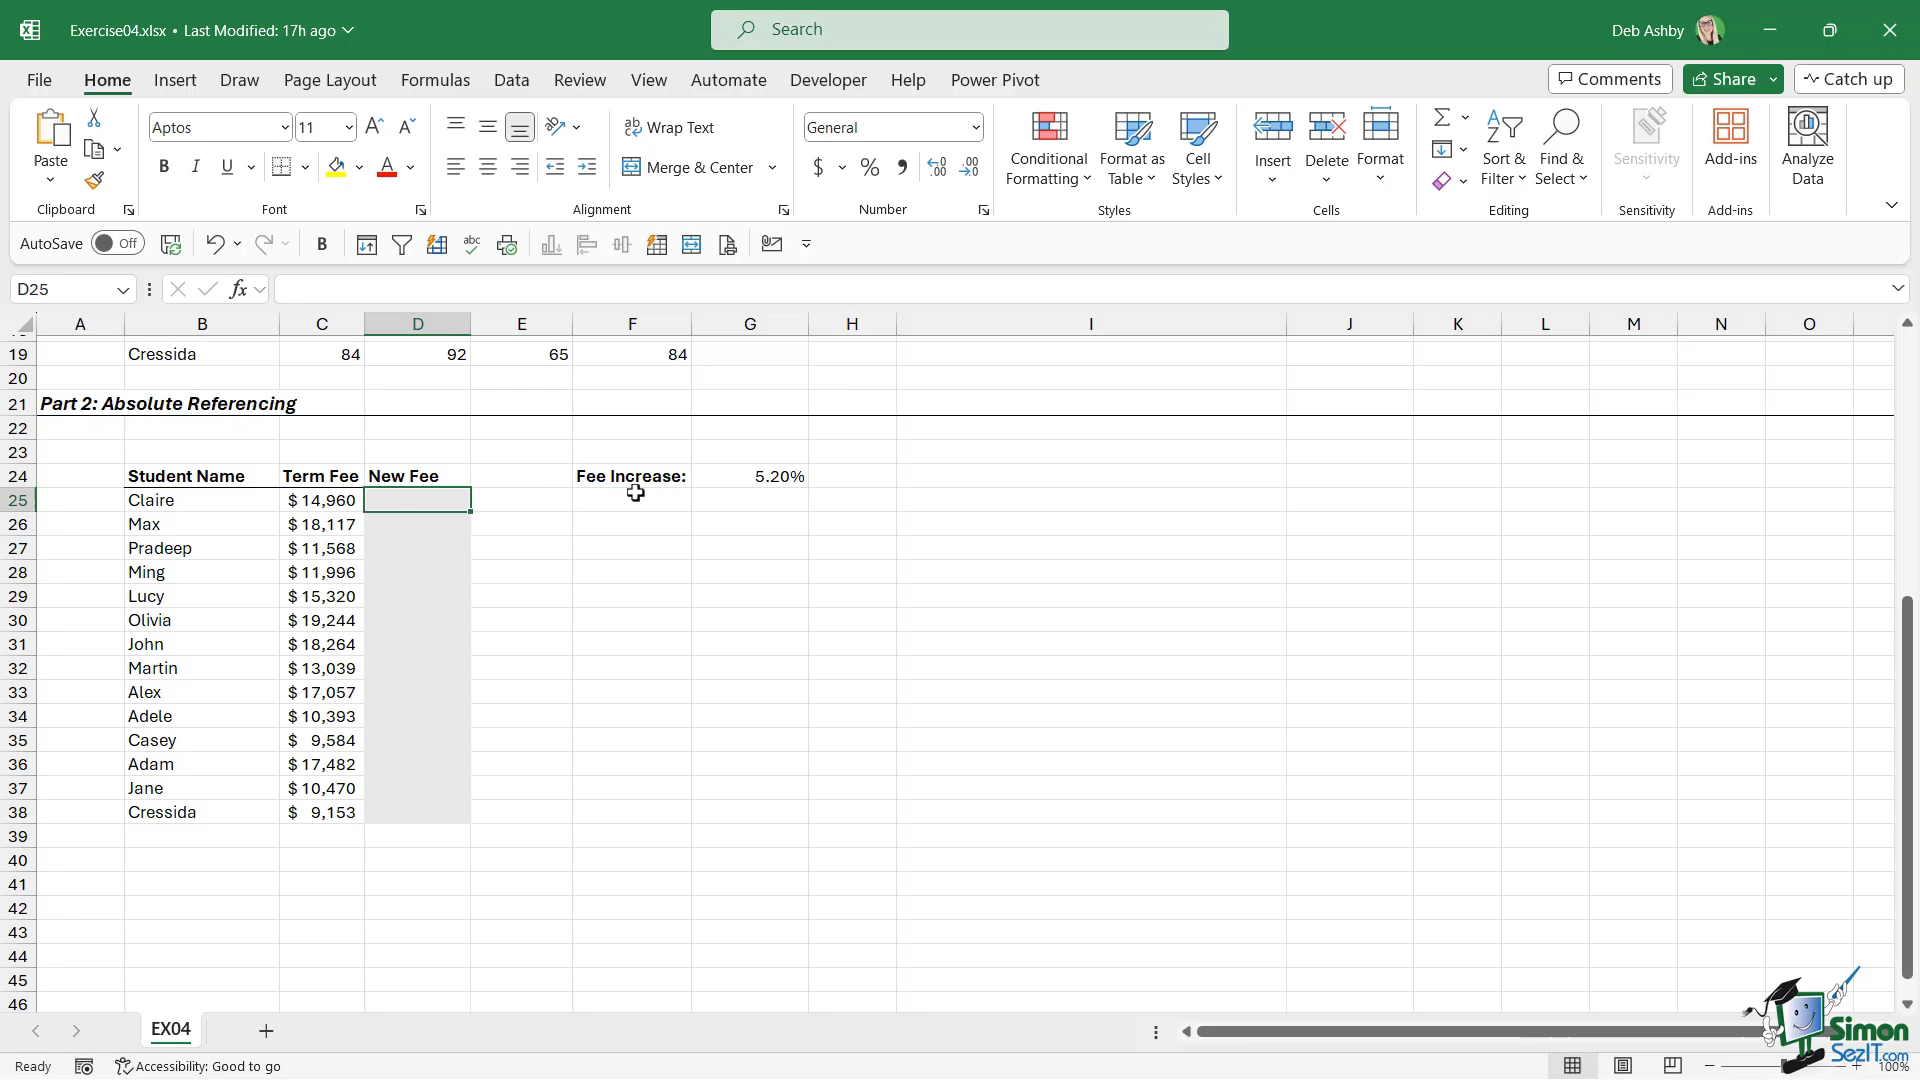 Exercise04.xlsx • Last Modified: 17h ago
Search
Deb Ashby
File Home Insert Draw Page Layout Formulas Data Review View Automate Developer Help Power Pivot
Comments Share Catch up
Paste
Clipboard
Aptos 11
B I U
Font
Wrap Text
Merge & Center
Alignment
General
$ % 9
Number
Conditional Formatting
Format as Table
Cell Styles
Styles
Insert Delete Format
Cells
Sort & Filter
Find & Select
Editing
Sensitivity
Sensitivity
Add-ins
Add-ins
Analyze Data
AutoSave Off
B
abc
D25
fx
A B C D E F G H I J K L M N O
19 Cressida 84 92 65 84
20
21 Part 2: Absolute Referencing
22
23
24 Student Name Term Fee New Fee Fee Increase: 5.20%
25 Claire $ 14,960
26 Max $ 18,117
27 Pradeep $ 11,568
28 Ming $ 11,996
29 Lucy $ 15,320
30 Olivia $ 19,244
31 John $ 18,264
32 Martin $ 13,039
33 Alex $ 17,057
34 Adele $ 10,393
35 Casey $ 9,584
36 Adam $ 17,482
37 Jane $ 10,470
38 Cressida $ 9,153
39
40
41
42
43
44
45
46
EX04
Simon
SezIT.com
Ready Accessibility: Good to go 100%